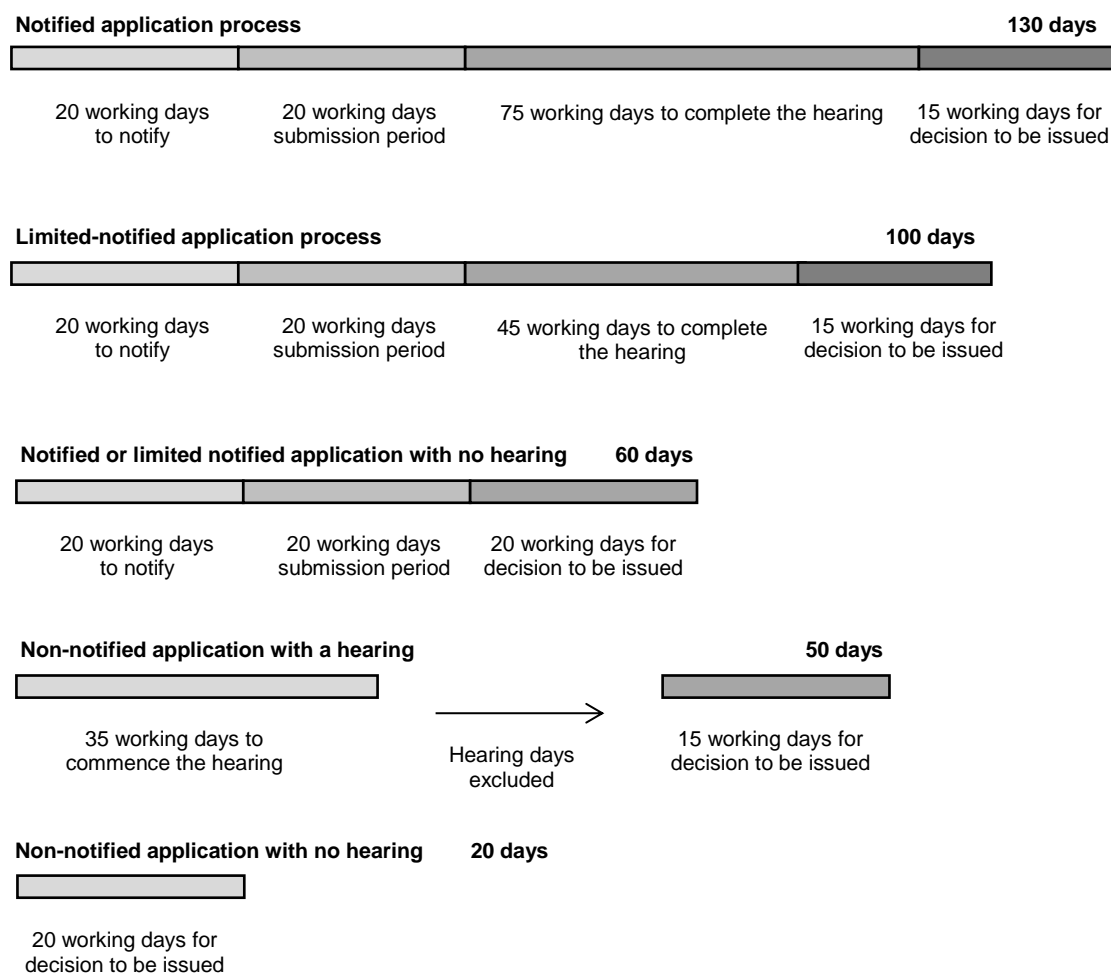 Notified application process 130 days
20 working days to notify
20 working days submission period
75 working days to complete the hearing
15 working days for decision to be issued
Limited-notified application process 100 days
20 working days to notify
20 working days submission period
45 working days to complete the hearing
15 working days for decision to be issued
Notified or limited notified application with no hearing 60 days
20 working days to notify
20 working days submission period
20 working days for decision to be issued
Non-notified application with a hearing 50 days
35 working days to commence the hearing
Hearing days excluded
15 working days for decision to be issued
Non-notified application with no hearing 20 days
20 working days for decision to be issued